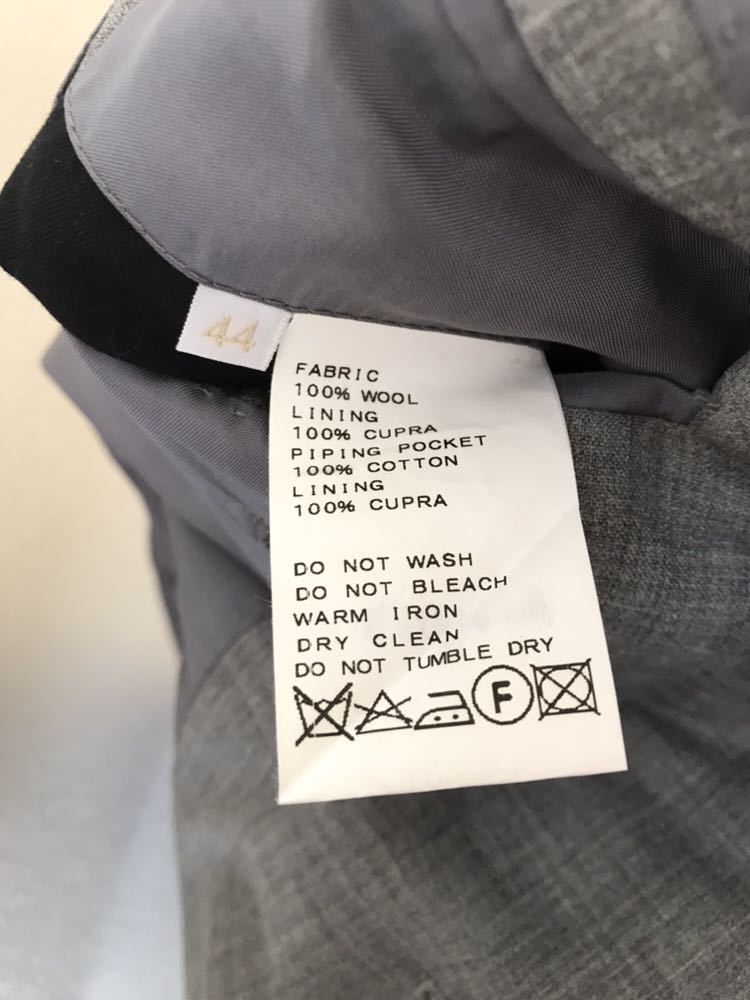 44
FABRIC
100% WOOL
LINING
100% CUPRA
PIPING POCKET
100% COTTON
LINING
100% CUPRA
DO NOT WASH
DO NOT BLEACH
WARM IRON
DRY CLEAN
DO NOT TUMBLE DRY
F